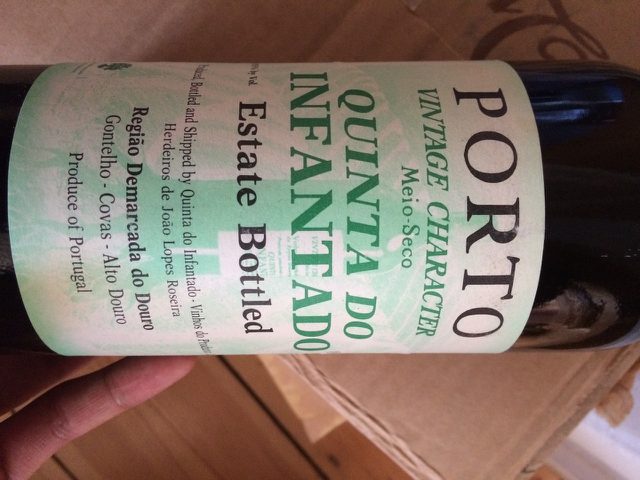 PORTO
VINTAGE CHARACTER
Meio-Seco
QUINTA DO
INFANTADO
Estate Bottled
Bottled and Shipped by Quinta do Infantado - Vinhos do
Herdeiros de João Lopes Roseira
Região Demarcada do Douro
Gontelho - Covas - Alto Douro
Produce of Portugal